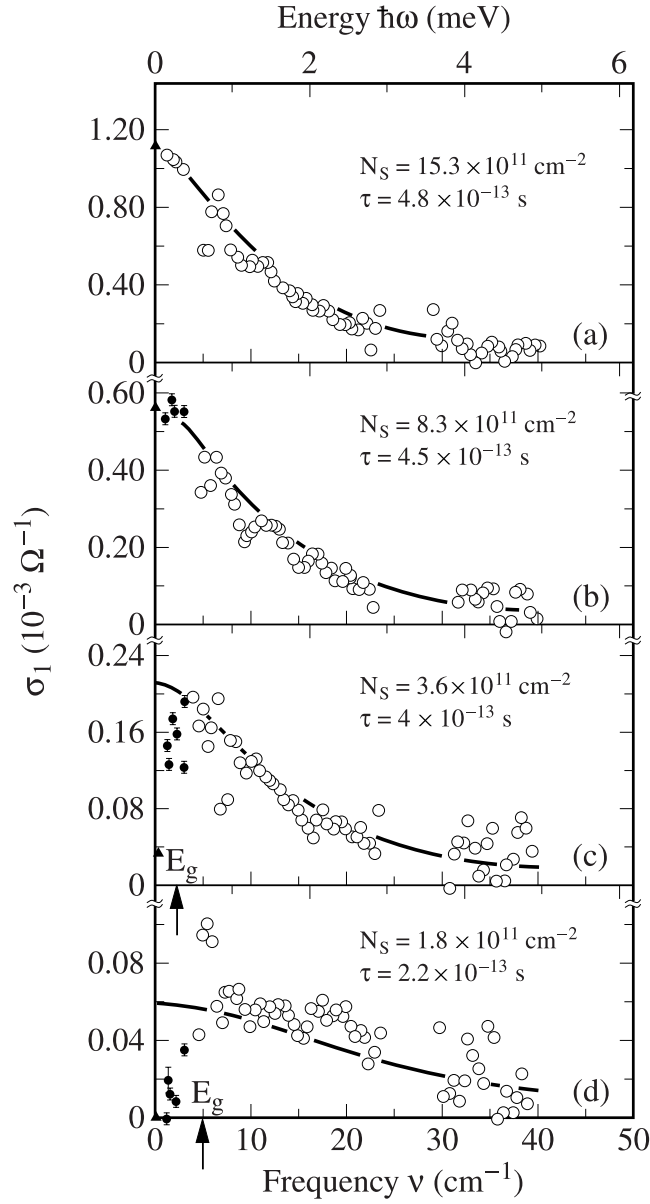 Energy ħω (meV)
0 2 4 6
1.20
N_S = 15.3 × 10^11 cm^−2
τ = 4.8 × 10^−13 s
0.80
0.40
(a)
0
0.60
N_S = 8.3 × 10^11 cm^−2
τ = 4.5 × 10^−13 s
0.40
0.20
(b)
0
σ_1 (10^−3 Ω^−1)
0.24
N_S = 3.6 × 10^11 cm^−2
τ = 4 × 10^−13 s
0.16
0.08
E_g
(c)
0
N_S = 1.8 × 10^11 cm^−2
τ = 2.2 × 10^−13 s
0.08
0.04
E_g
(d)
0
0 10 20 30 40 50
Frequency ν (cm^−1)